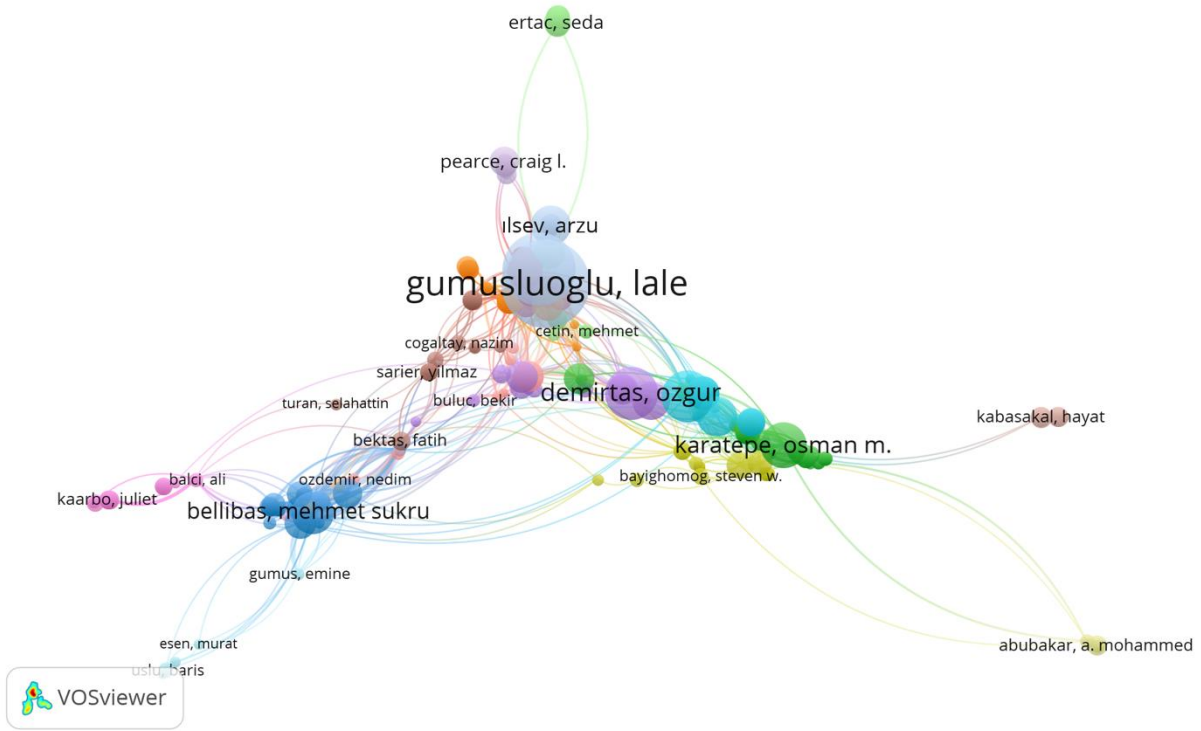 ertac, seda
pearce, craig l.
ılsev, arzu
gumusluoglu, lale
cetin, mehmet
cogaltay, nazim
sarier, yilmaz
demirtas, ozgur
buluc, bekir
turan, selahattin
kabasakal, hayat
bektas, fatih
karatepe, osman m.
balci, ali
ozdemir, nedim
bayighomog, steven w.
kaarbo, juliet
bellibas, mehmet sukru
gumus, emine
esen, murat
abubakar, a. mohammed
uslu, baris
VOSviewer